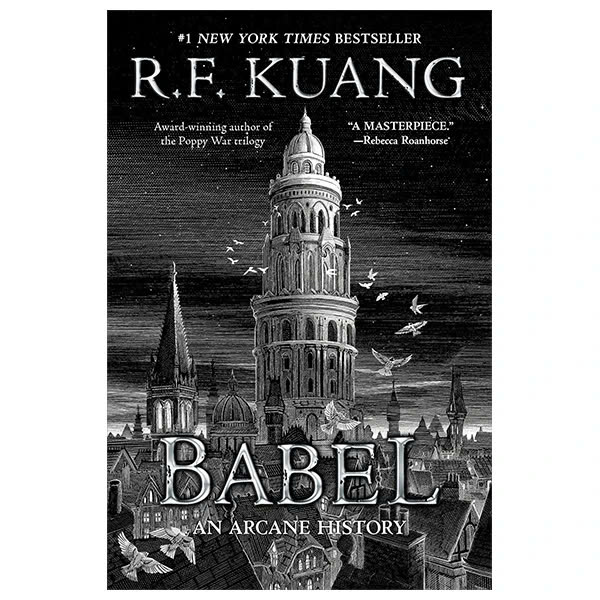 #1 NEW YORK TIMES BESTSELLER
R.F. KUANG
Award-winning author of
the Poppy War trilogy
“A MASTERPIECE.”
—Rebecca Roanhorse
BABEL
AN ARCANE HISTORY